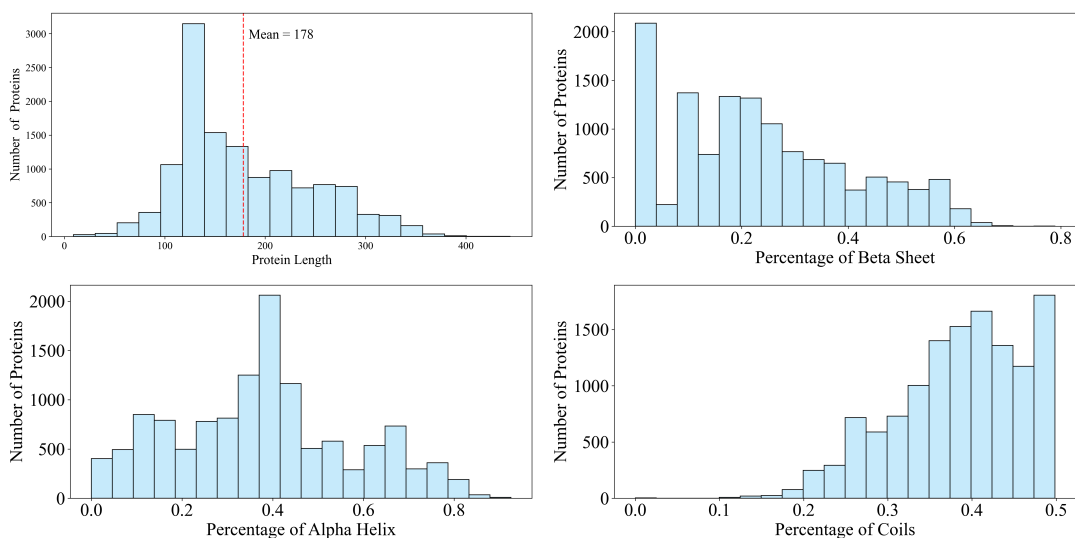 Number of Proteins
3000
2500
2000
1500
1000
500
0
Mean = 178
0 100 200 300 400
Protein Length
Number of Proteins
2000
1500
1000
500
0
0.0 0.2 0.4 0.6 0.8
Percentage of Beta Sheet
Number of Proteins
2000
1500
1000
500
0
0.0 0.2 0.4 0.6 0.8
Percentage of Alpha Helix
Number of Proteins
1500
1000
500
0
0.0 0.1 0.2 0.3 0.4 0.5
Percentage of Coils